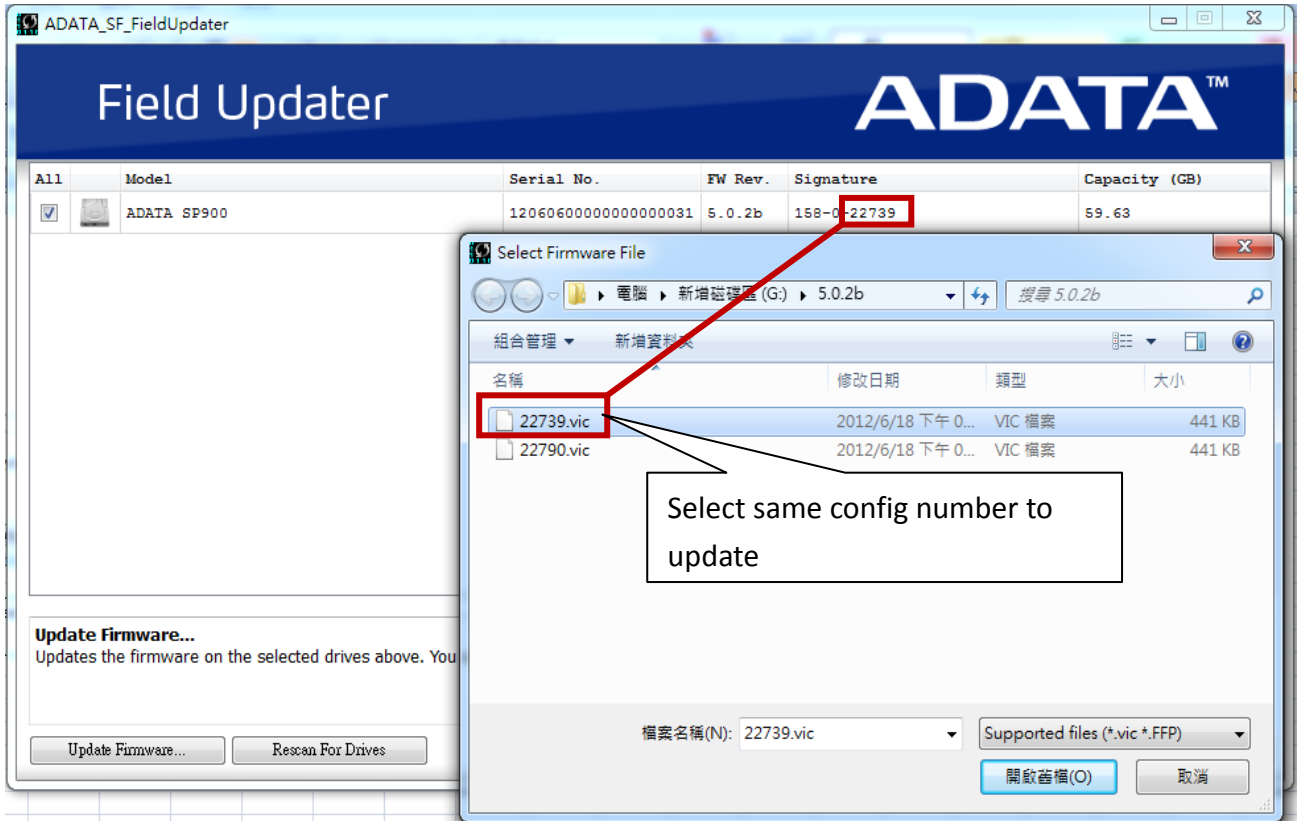 ADATA_SF_FieldUpdater
Field Updater
ADATA™
All Model Serial No. FW Rev. Signature Capacity (GB)
ADATA SP900 12060600000000000031 5.0.2b 158-0-22739 59.63
Select Firmware File
電腦 新增磁碟區 (G:) 5.0.2b 搜尋 5.0.2b
組合管理 新增資料夾
名稱 修改日期 類型 大小
22739.vic 2012/6/18 下午 0... VIC 檔案 441 KB
22790.vic 2012/6/18 下午 0... VIC 檔案 441 KB
Select same config number to
update
Update Firmware...
Updates the firmware on the selected drives above. You
檔案名稱(N): 22739.vic Supported files (*.vic *.FFP)
Update Firmware... Rescan For Drives
開啟舊檔(O) 取消